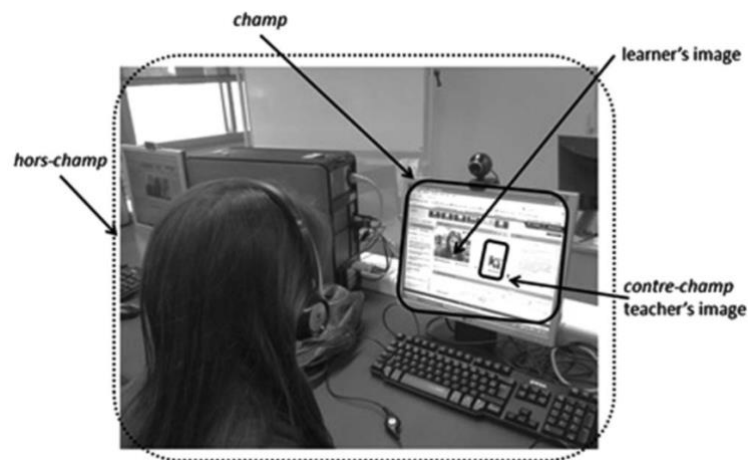 champ
learner's image
hors-champ
contre-champ
teacher's image